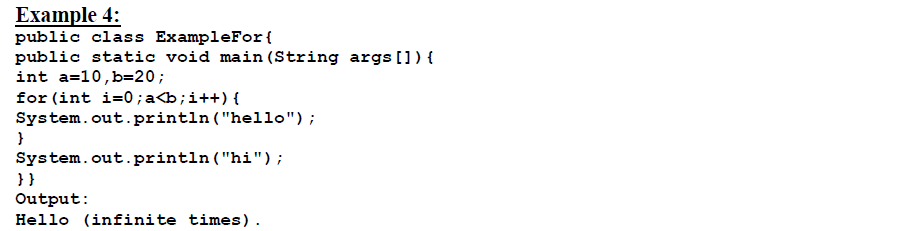 Example 4:
public class ExampleFor{
public static void main(String args[]){
int a=10,b=20;
for(int i=0;a<b;i++){
System.out.println("hello");
}
System.out.println("hi");
}}
Output:
Hello (infinite times).